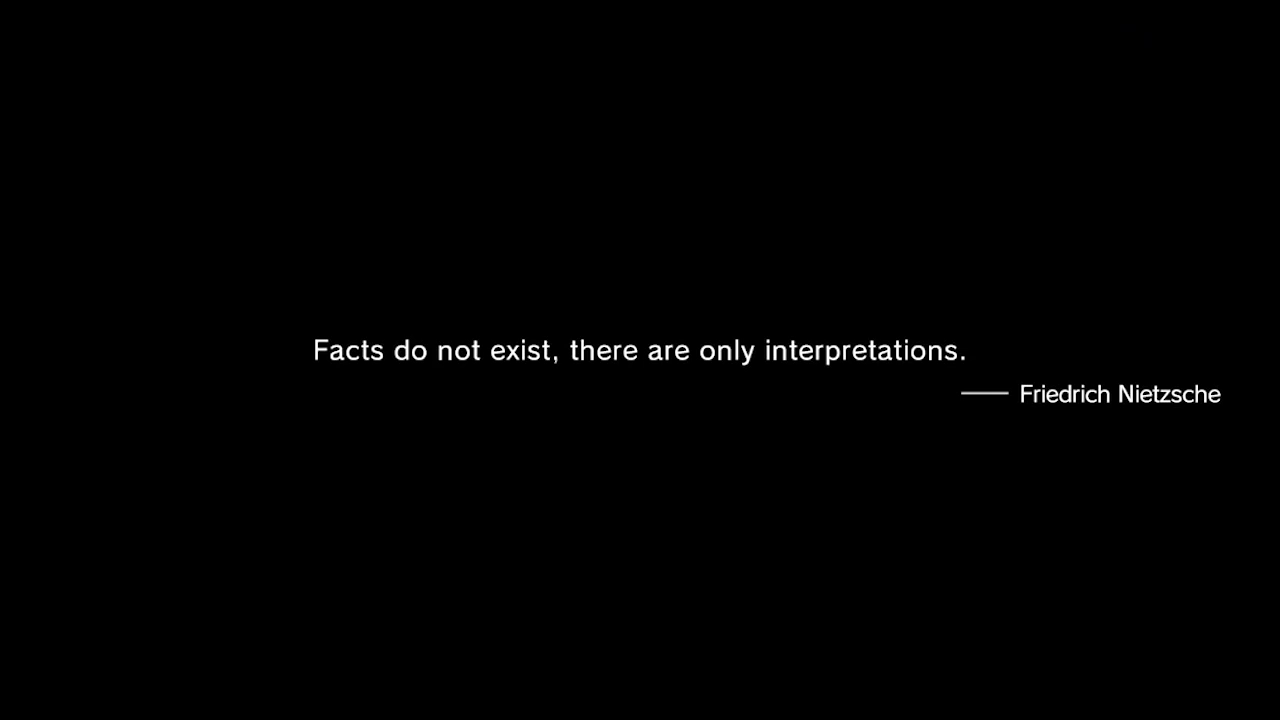 Facts do not exist, there are only interpretations.
—— Friedrich Nietzsche